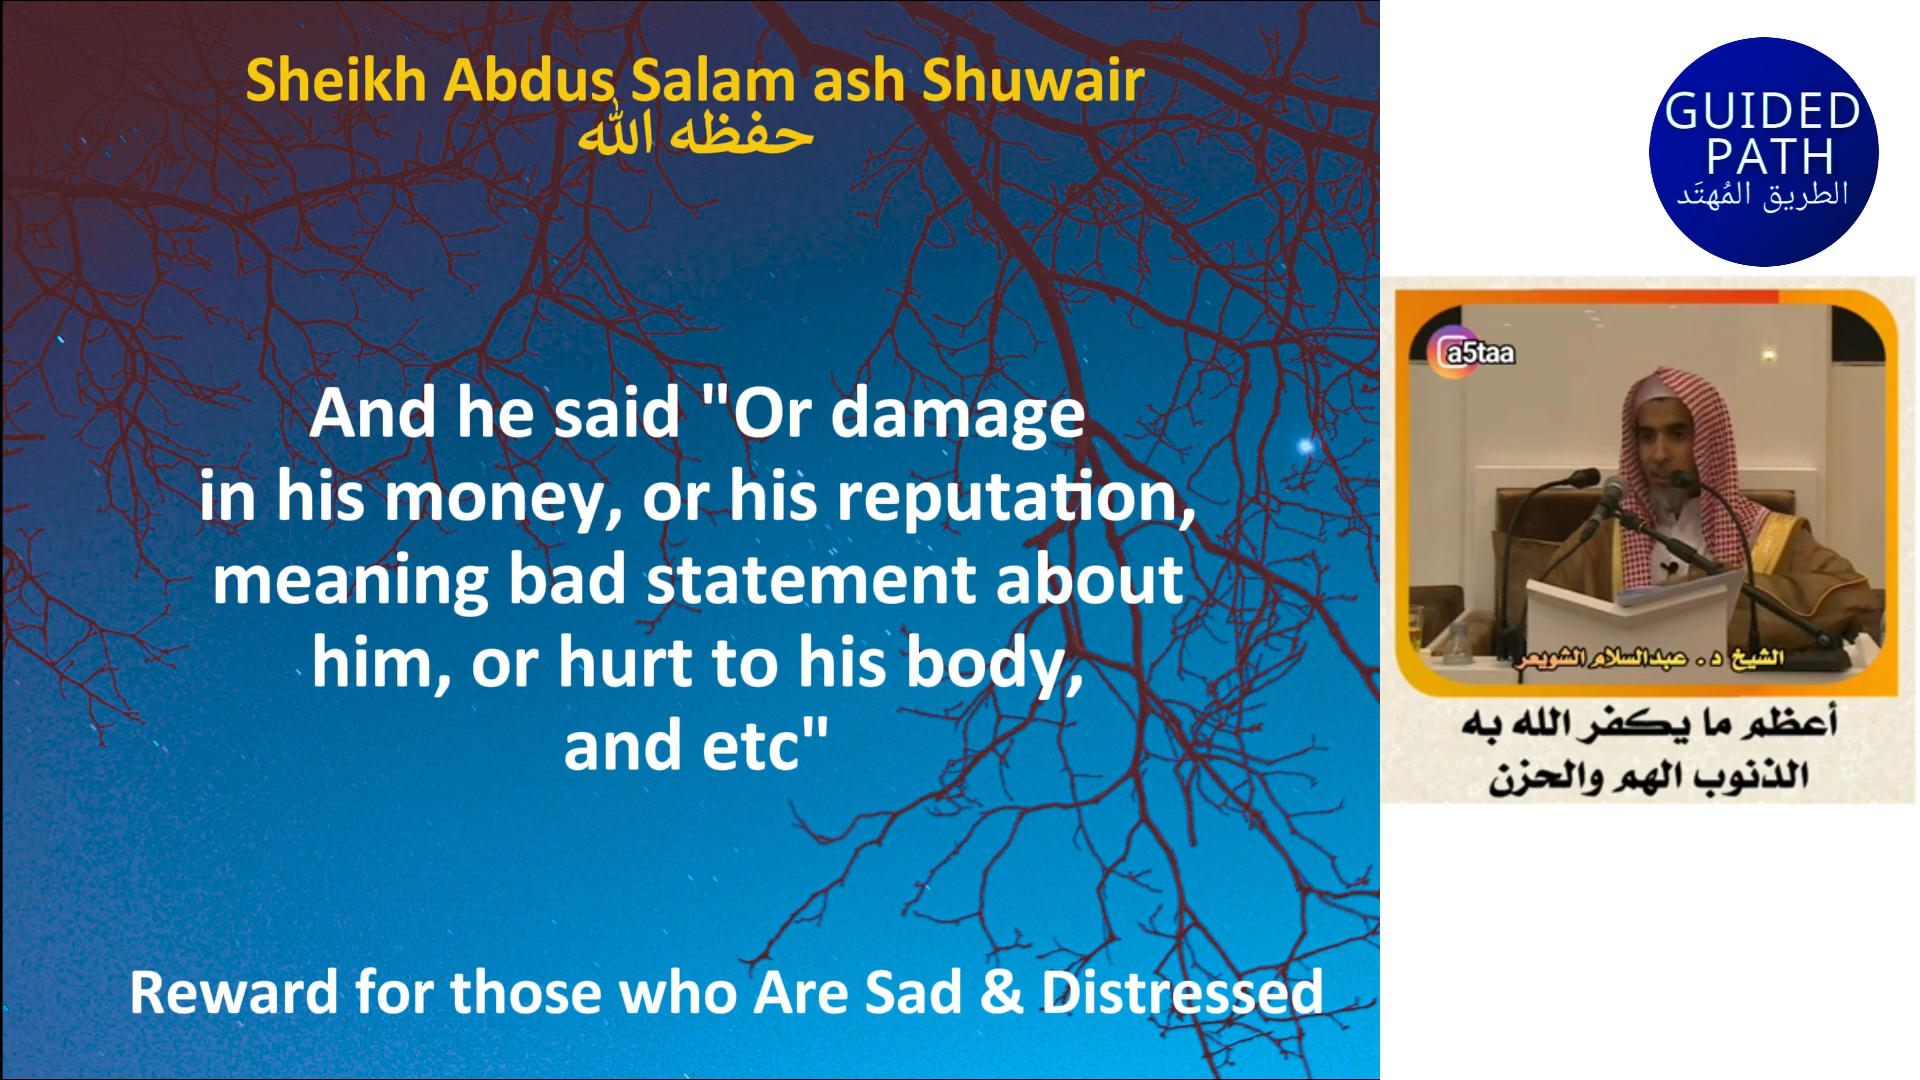 Sheikh Abdus Salam ash Shuwair
حفظه الله
And he said "Or damage
in his money, or his reputation,
meaning bad statement about
him, or hurt to his body,
and etc"
Reward for those who Are Sad & Distressed
GUIDED
PATH
الطريق المُهتَد
a5taa
الشيخ د . عبدالسلام الشويعر
أعظم ما يكفر الله به
الذنوب الهم والحزن